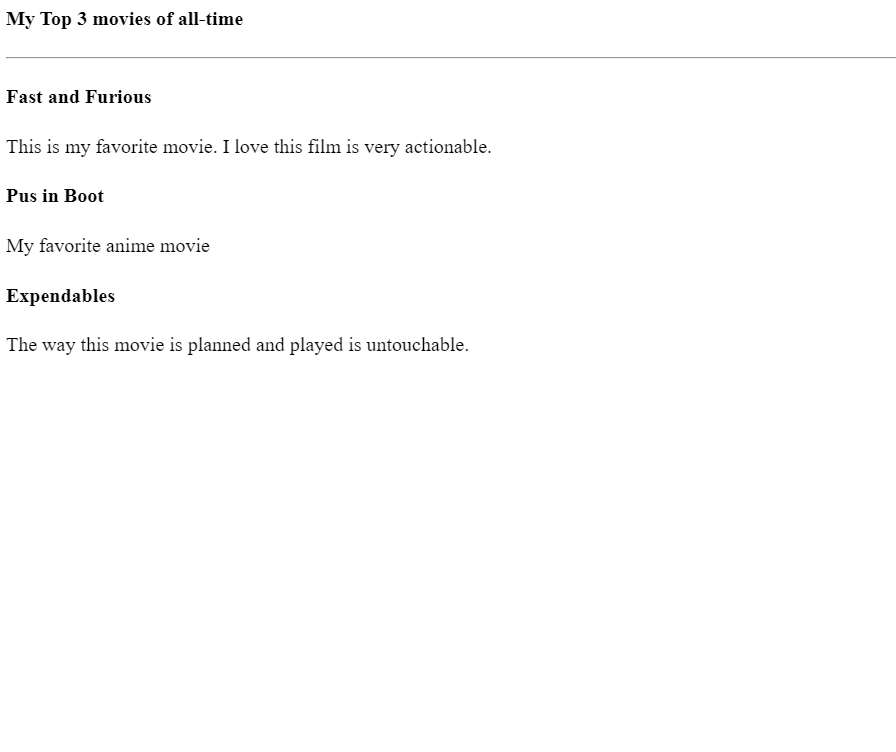 My Top 3 movies of all-time
Fast and Furious
This is my favorite movie. I love this film is very actionable.
Pus in Boot
My favorite anime movie
Expendables
The way this movie is planned and played is untouchable.